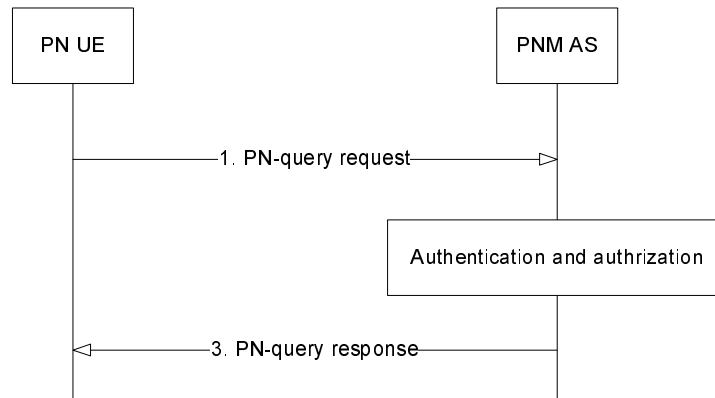 PN UE
PNM AS
1. PN-query request
Authentication and authrization
3. PN-query response